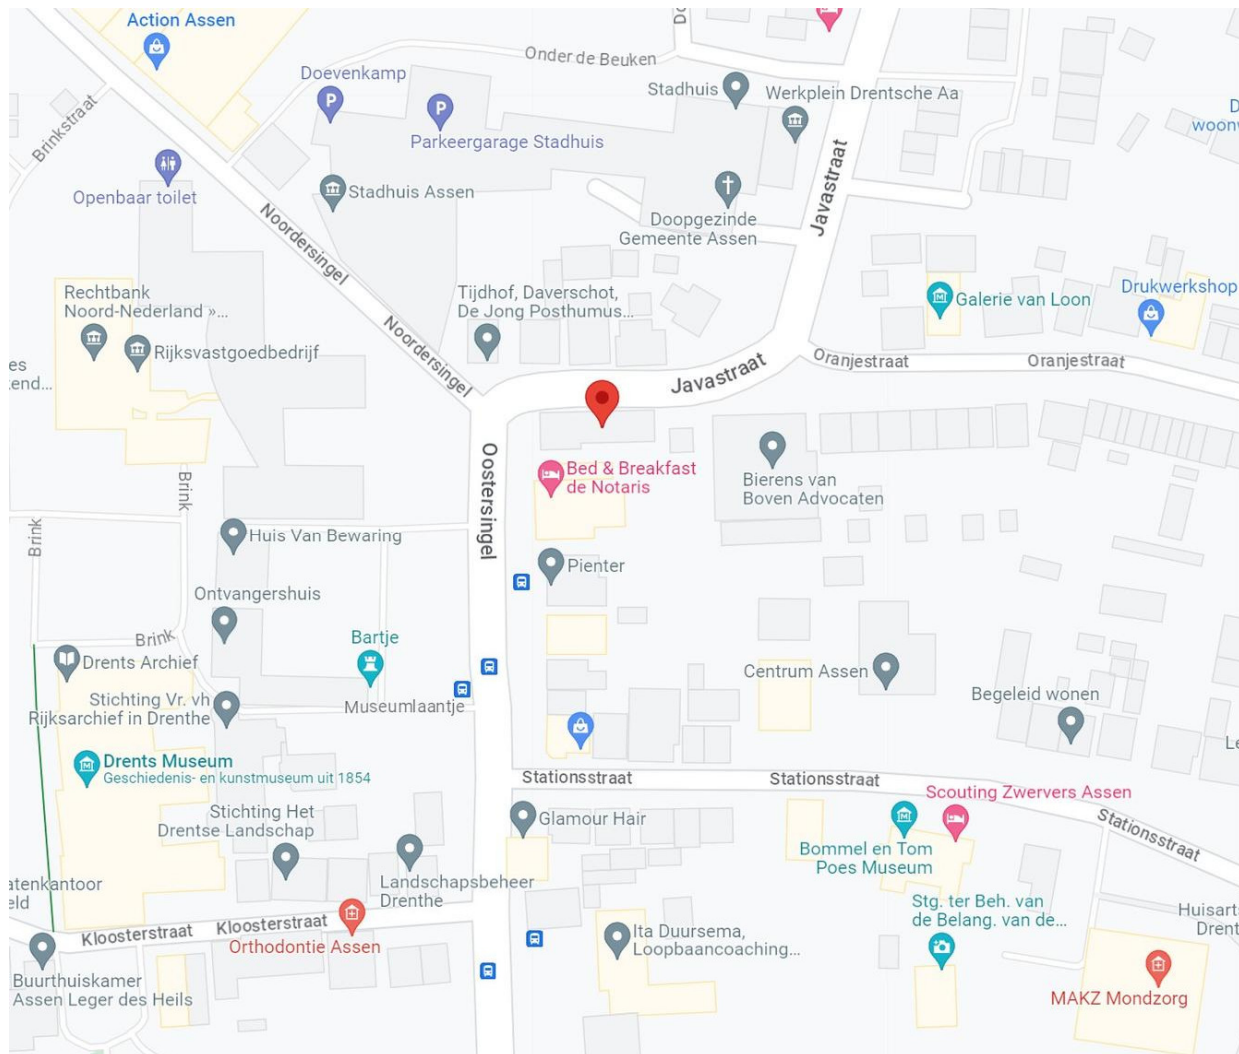 Action Assen
Onder de Beuken
Doevenkamp
Stadhuis
Werkplein Drentsche Aa
Brinkstraat
Parkeergarage Stadhuis
Javastraat
Openbaar toilet
Stadhuis Assen
Noordersingel
Doopgezinde
Gemeente Assen
Rechtbank
Noord-Nederland »...
Tijdhof, Daverschot,
De Jong Posthumus...
Galerie van Loon
Drukwerkshop
Noordersingel
Rijksvastgoedbedrijf
Javastraat
Oranjestraat
Oranjestraat
Oostersingel
Bed & Breakfast
de Notaris
Bierens van
Boven Advocaten
Brink
Brink
Huis Van Bewaring
Pienter
Ontvangershuis
Brink
Bartje
Drents Archief
Centrum Assen
Stichting Vr. vh
Rijksarchief in Drenthe
Museumlaantje
Begeleid wonen
Drents Museum
Geschiedenis- en kunstmuseum uit 1854
Stationsstraat
Stationsstraat
Scouting Zwervers Assen
Stichting Het
Drentse Landschap
Glamour Hair
Stationsstraat
Bommel en Tom
Poes Museum
Landschapsbeheer
Drenthe
Stg. ter Beh. van
de Belang. van de...
Kloosterstraat
Kloosterstraat
Orthodontie Assen
Ita Duursema,
Loopbaancoaching...
Buurthuiskamer
Assen Leger des Heils
MAKZ Mondzorg